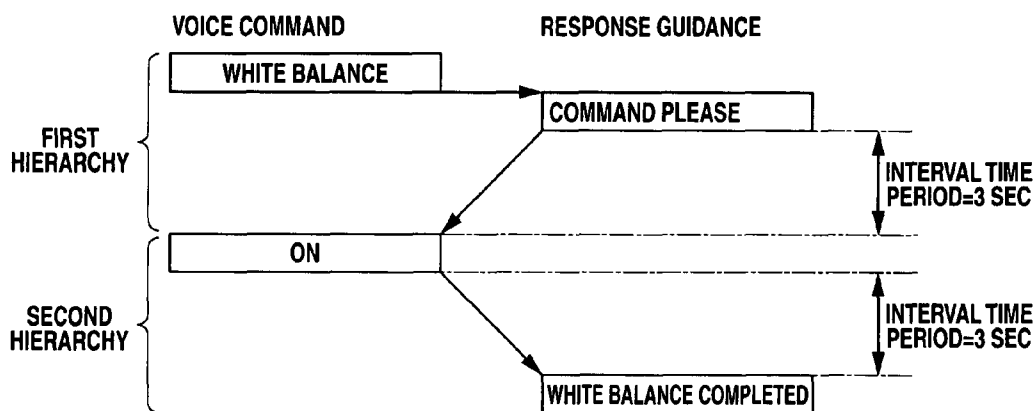 VOICE COMMAND
RESPONSE GUIDANCE
WHITE BALANCE
COMMAND PLEASE
FIRST
HIERARCHY
INTERVAL TIME
PERIOD=3 SEC
ON
SECOND
HIERARCHY
INTERVAL TIME
PERIOD=3 SEC
WHITE BALANCE COMPLETED